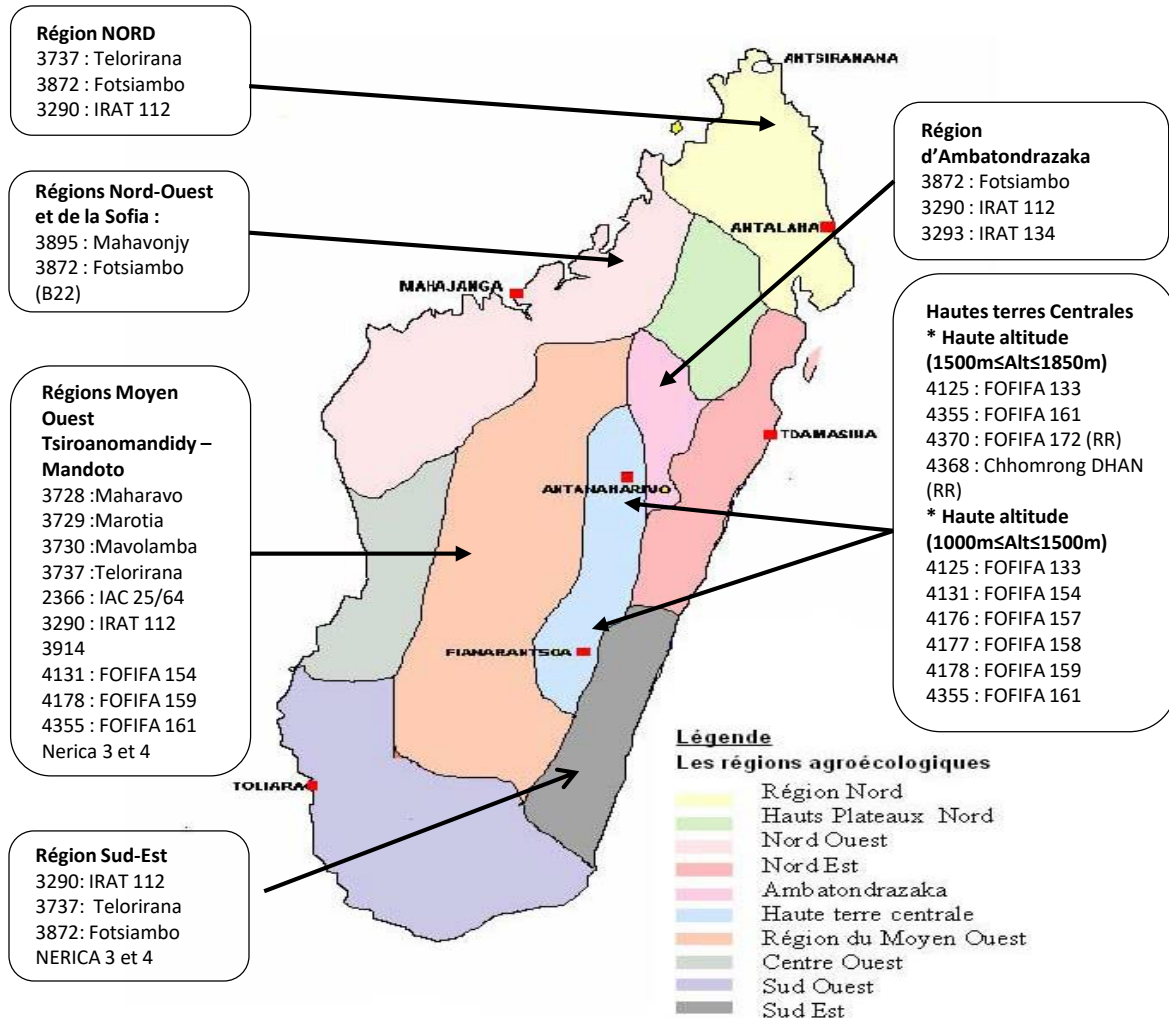 Région NORD
3737 : Telorirana
3872 : Fotsiambo
3290 : IRAT 112
Régions Nord-Ouest
et de la Sofia :
3895 : Mahavonjy
3872 : Fotsiambo
(B22)
Régions Moyen
Ouest
Tsiroanomandidy –
Mandoto
3728 :Maharavo
3729 :Marotia
3730 :Mavolamba
3737 :Telorirana
2366 : IAC 25/64
3290 : IRAT 112
3914
4131 : FOFIFA 154
4178 : FOFIFA 159
4355 : FOFIFA 161
Nerica 3 et 4
Région Sud-Est
3290: IRAT 112
3737: Telorirana
3872: Fotsiambo
NERICA 3 et 4
ANTSIRANANA
ANTALAHA
MAHAJANGA
TOAMASINA
ANTANANARIVO
FIANARANTSOA
TOLIARA
Région
d’Ambatondrazaka
3872 : Fotsiambo
3290 : IRAT 112
3293 : IRAT 134
Hautes terres Centrales
* Haute altitude
(1500m≤Alt≤1850m)
4125 : FOFIFA 133
4355 : FOFIFA 161
4370 : FOFIFA 172 (RR)
4368 : Chhomrong DHAN
(RR)
* Haute altitude
(1000m≤Alt≤1500m)
4125 : FOFIFA 133
4131 : FOFIFA 154
4176 : FOFIFA 157
4177 : FOFIFA 158
4178 : FOFIFA 159
4355 : FOFIFA 161
Légende
Les régions agroécologiques
Région Nord
Hauts Plateaux Nord
Nord Ouest
Nord Est
Ambatondrazaka
Haute terre centrale
Région du Moyen Ouest
Centre Ouest
Sud Ouest
Sud Est